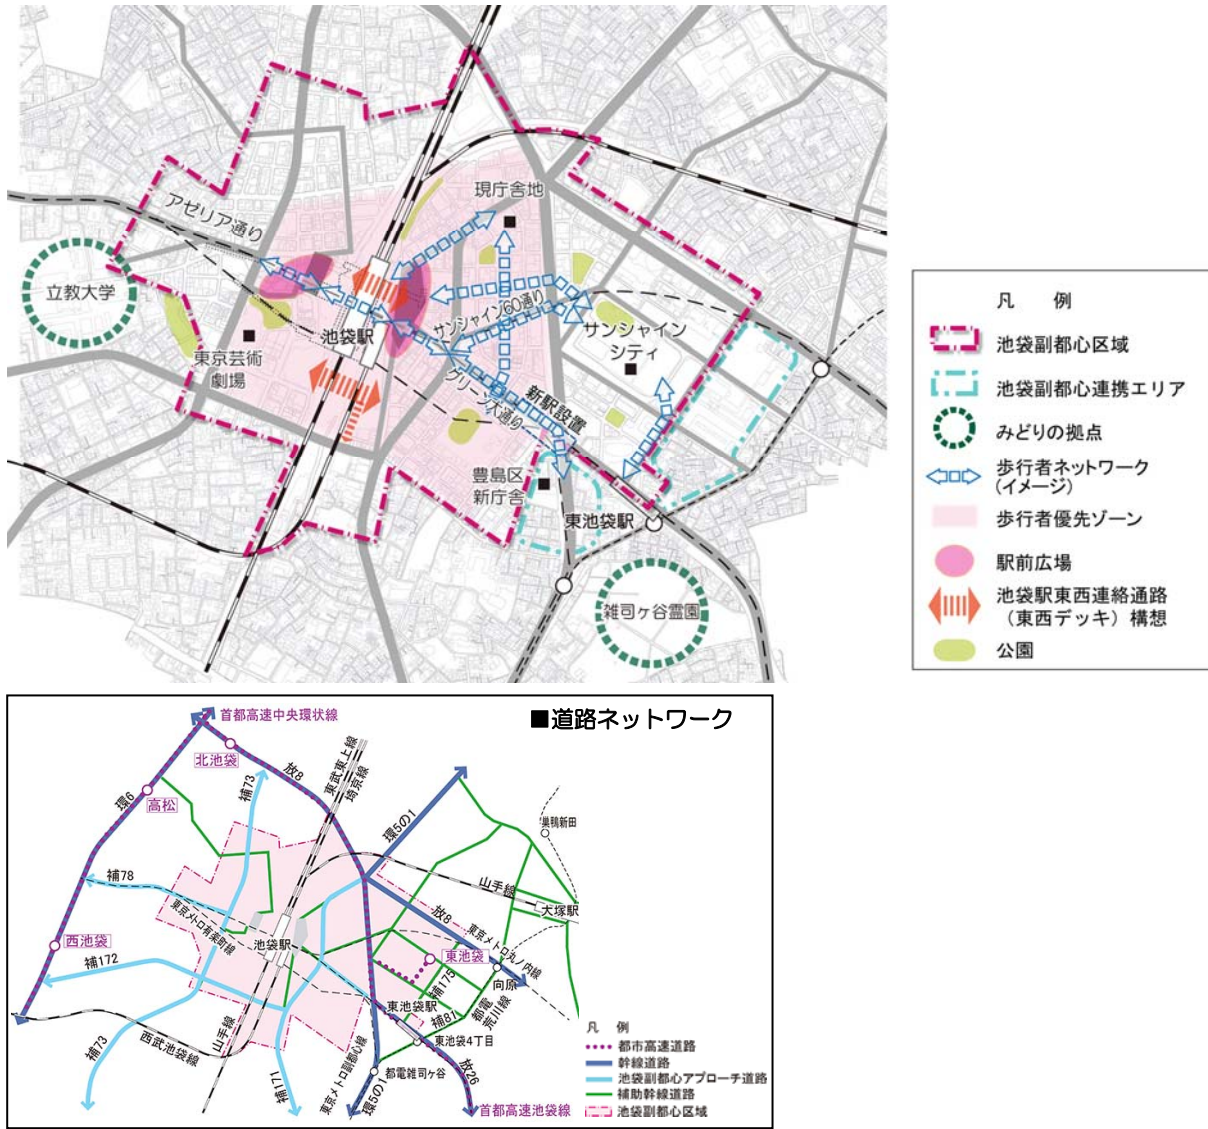 現庁舎地
アゼリア通り
立教大学
サンシャイン60通り
サンシャイン
シティ
池袋駅
東京芸術
劇場
グリーン大通り
新駅設置
豊島区
新庁舎
東池袋駅
雑司ヶ谷霊園
凡 例
池袋副都心区域
池袋副都心連携エリア
みどりの拠点
歩行者ネットワーク
(イメージ)
歩行者優先ゾーン
駅前広場
池袋駅東西連絡通路
（東西デッキ）構想
公園
■道路ネットワーク
首都高速中央環状線
北池袋
放8
東武東上線
埼京線
補73
環6
高松
環5の1
巣鴨新田
山手線
補78
大塚駅
東京メトロ有楽町線
放8
東京メトロ丸ノ内線
池袋駅
西池袋
東池袋
補172
向原
補175
東池袋駅
都電
荒川線
補81
山手線
東池袋4丁目
西武池袋線
補73
東京メトロ副都心線
都電雑司ヶ谷
放26
補171
環5の1
首都高速池袋線
凡 例
都市高速道路
幹線道路
池袋副都心アプローチ道路
補助幹線道路
池袋副都心区域